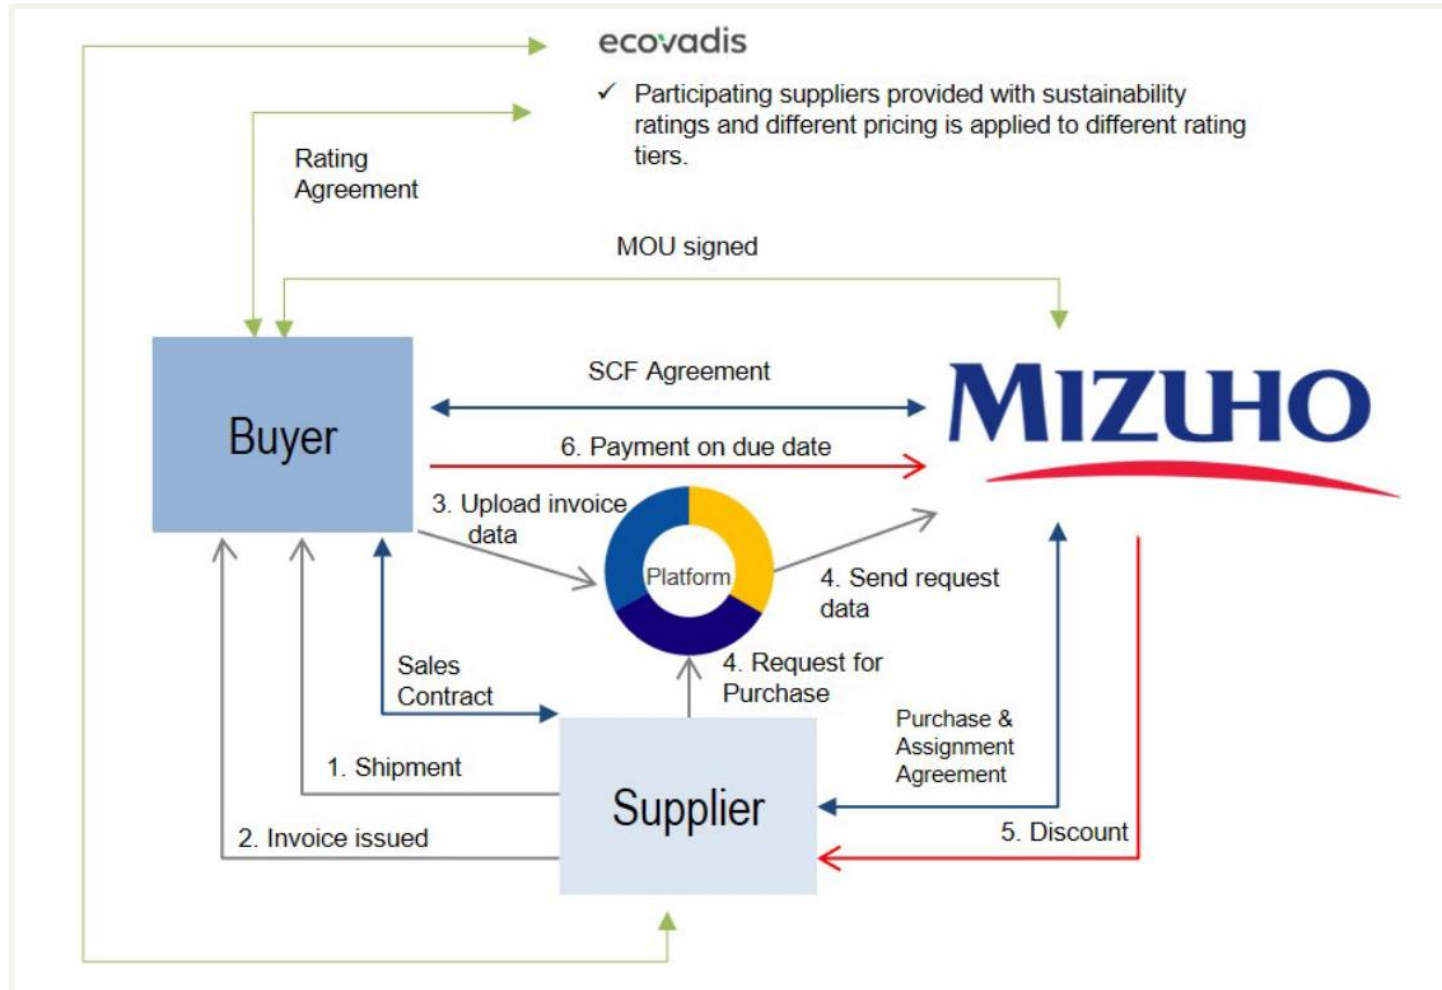 ecovadis
✓ Participating suppliers provided with sustainability
ratings and different pricing is applied to different rating
tiers.
Rating
Agreement
MOU signed
SCF Agreement
MIZUHO
Buyer
6. Payment on due date
3. Upload invoice
data
Platform
4. Send request
data
4. Request for
Purchase
Sales
Contract
Purchase &
Assignment
Agreement
1. Shipment
Supplier
2. Invoice issued
5. Discount